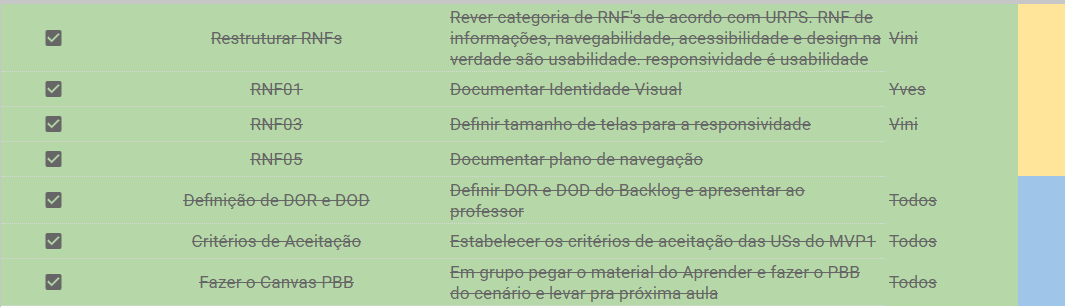 Restruturar RNFs
Rever categoria de RNF's de acordo com URPS. RNF de
informações, navegabilidade, acessibilidade e design na
verdade são usabilidade. responsividade é usabilidade
Vini
RNF01
Documentar Identidade Visual
Yves
RNF03
Definir tamanho de telas para a responsividade
Vini
RNF05
Documentar plano de navegação
Definição de DOR e DOD
Definir DOR e DOD do Backlog e apresentar ao
professor
Todos
Critérios de Aceitação
Estabelecer os critérios de aceitação das USs do MVP1
Todos
Fazer o Canvas PBB
Em grupo pegar o material do Aprender e fazer o PBB
do cenário e levar pra próxima aula
Todos